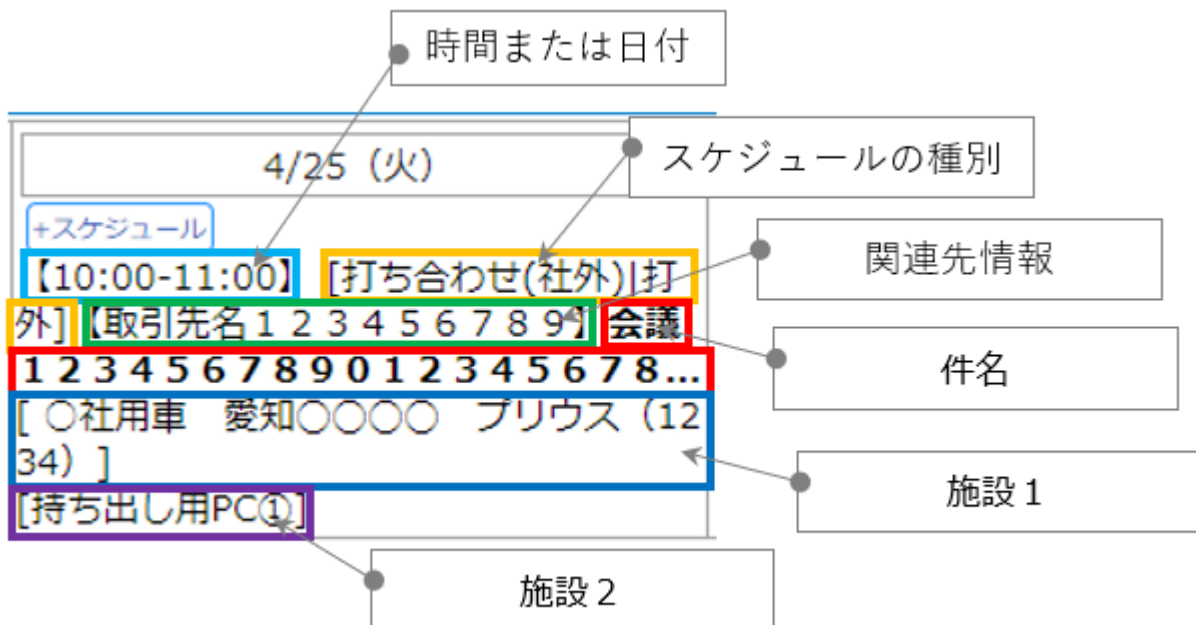 時間または日付
スケジュールの種別
4/25（火）
+スケジュール
関連先情報
【10:00-11:00】 [打ち合わせ(社外)|打
外]【取引先名１２３４５６７８９】会議
１２３４５６７８９０１２３４５６７８...
件名
[ ○社用車　愛知○○○○　プリウス（12
34）]
施設１
[持ち出し用PC①]
施設２